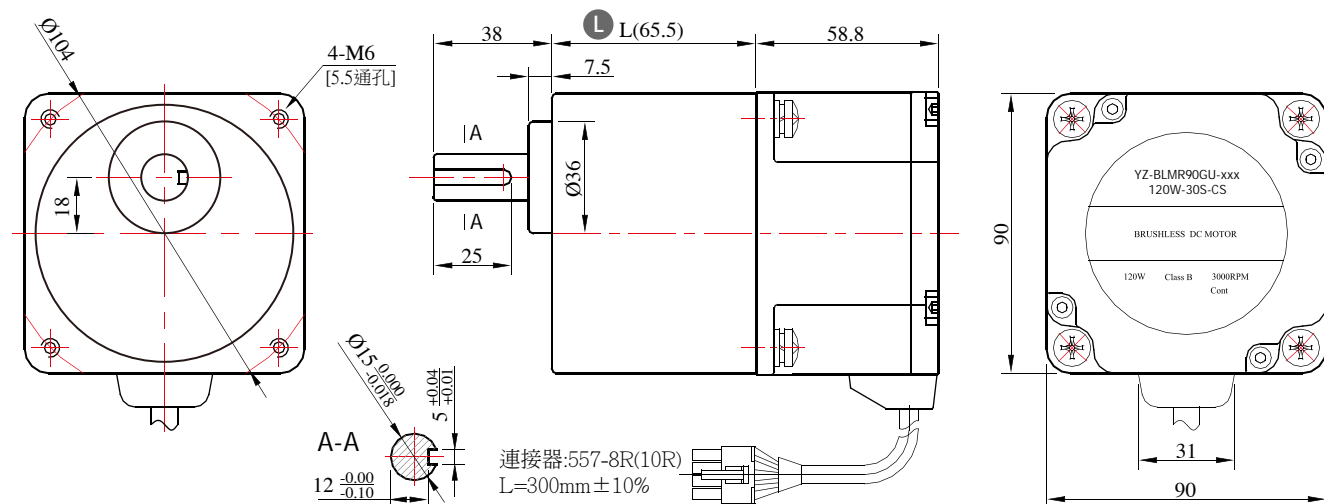 Ø104
4-M6
[5.5通孔]
18
38
L L(65.5)
58.8
7.5
A
Ø36
A
25
Ø15 0.000
-0.018
5 +0.04
+0.01
A-A
12 -0.00
-0.10
連接器:557-8R(10R)
L=300mm±10%
90
YZ-BLMR90GU-xxx
120W-30S-CS
BRUSHLESS DC MOTOR
120W Class B 3000RPM
Cont
31
90